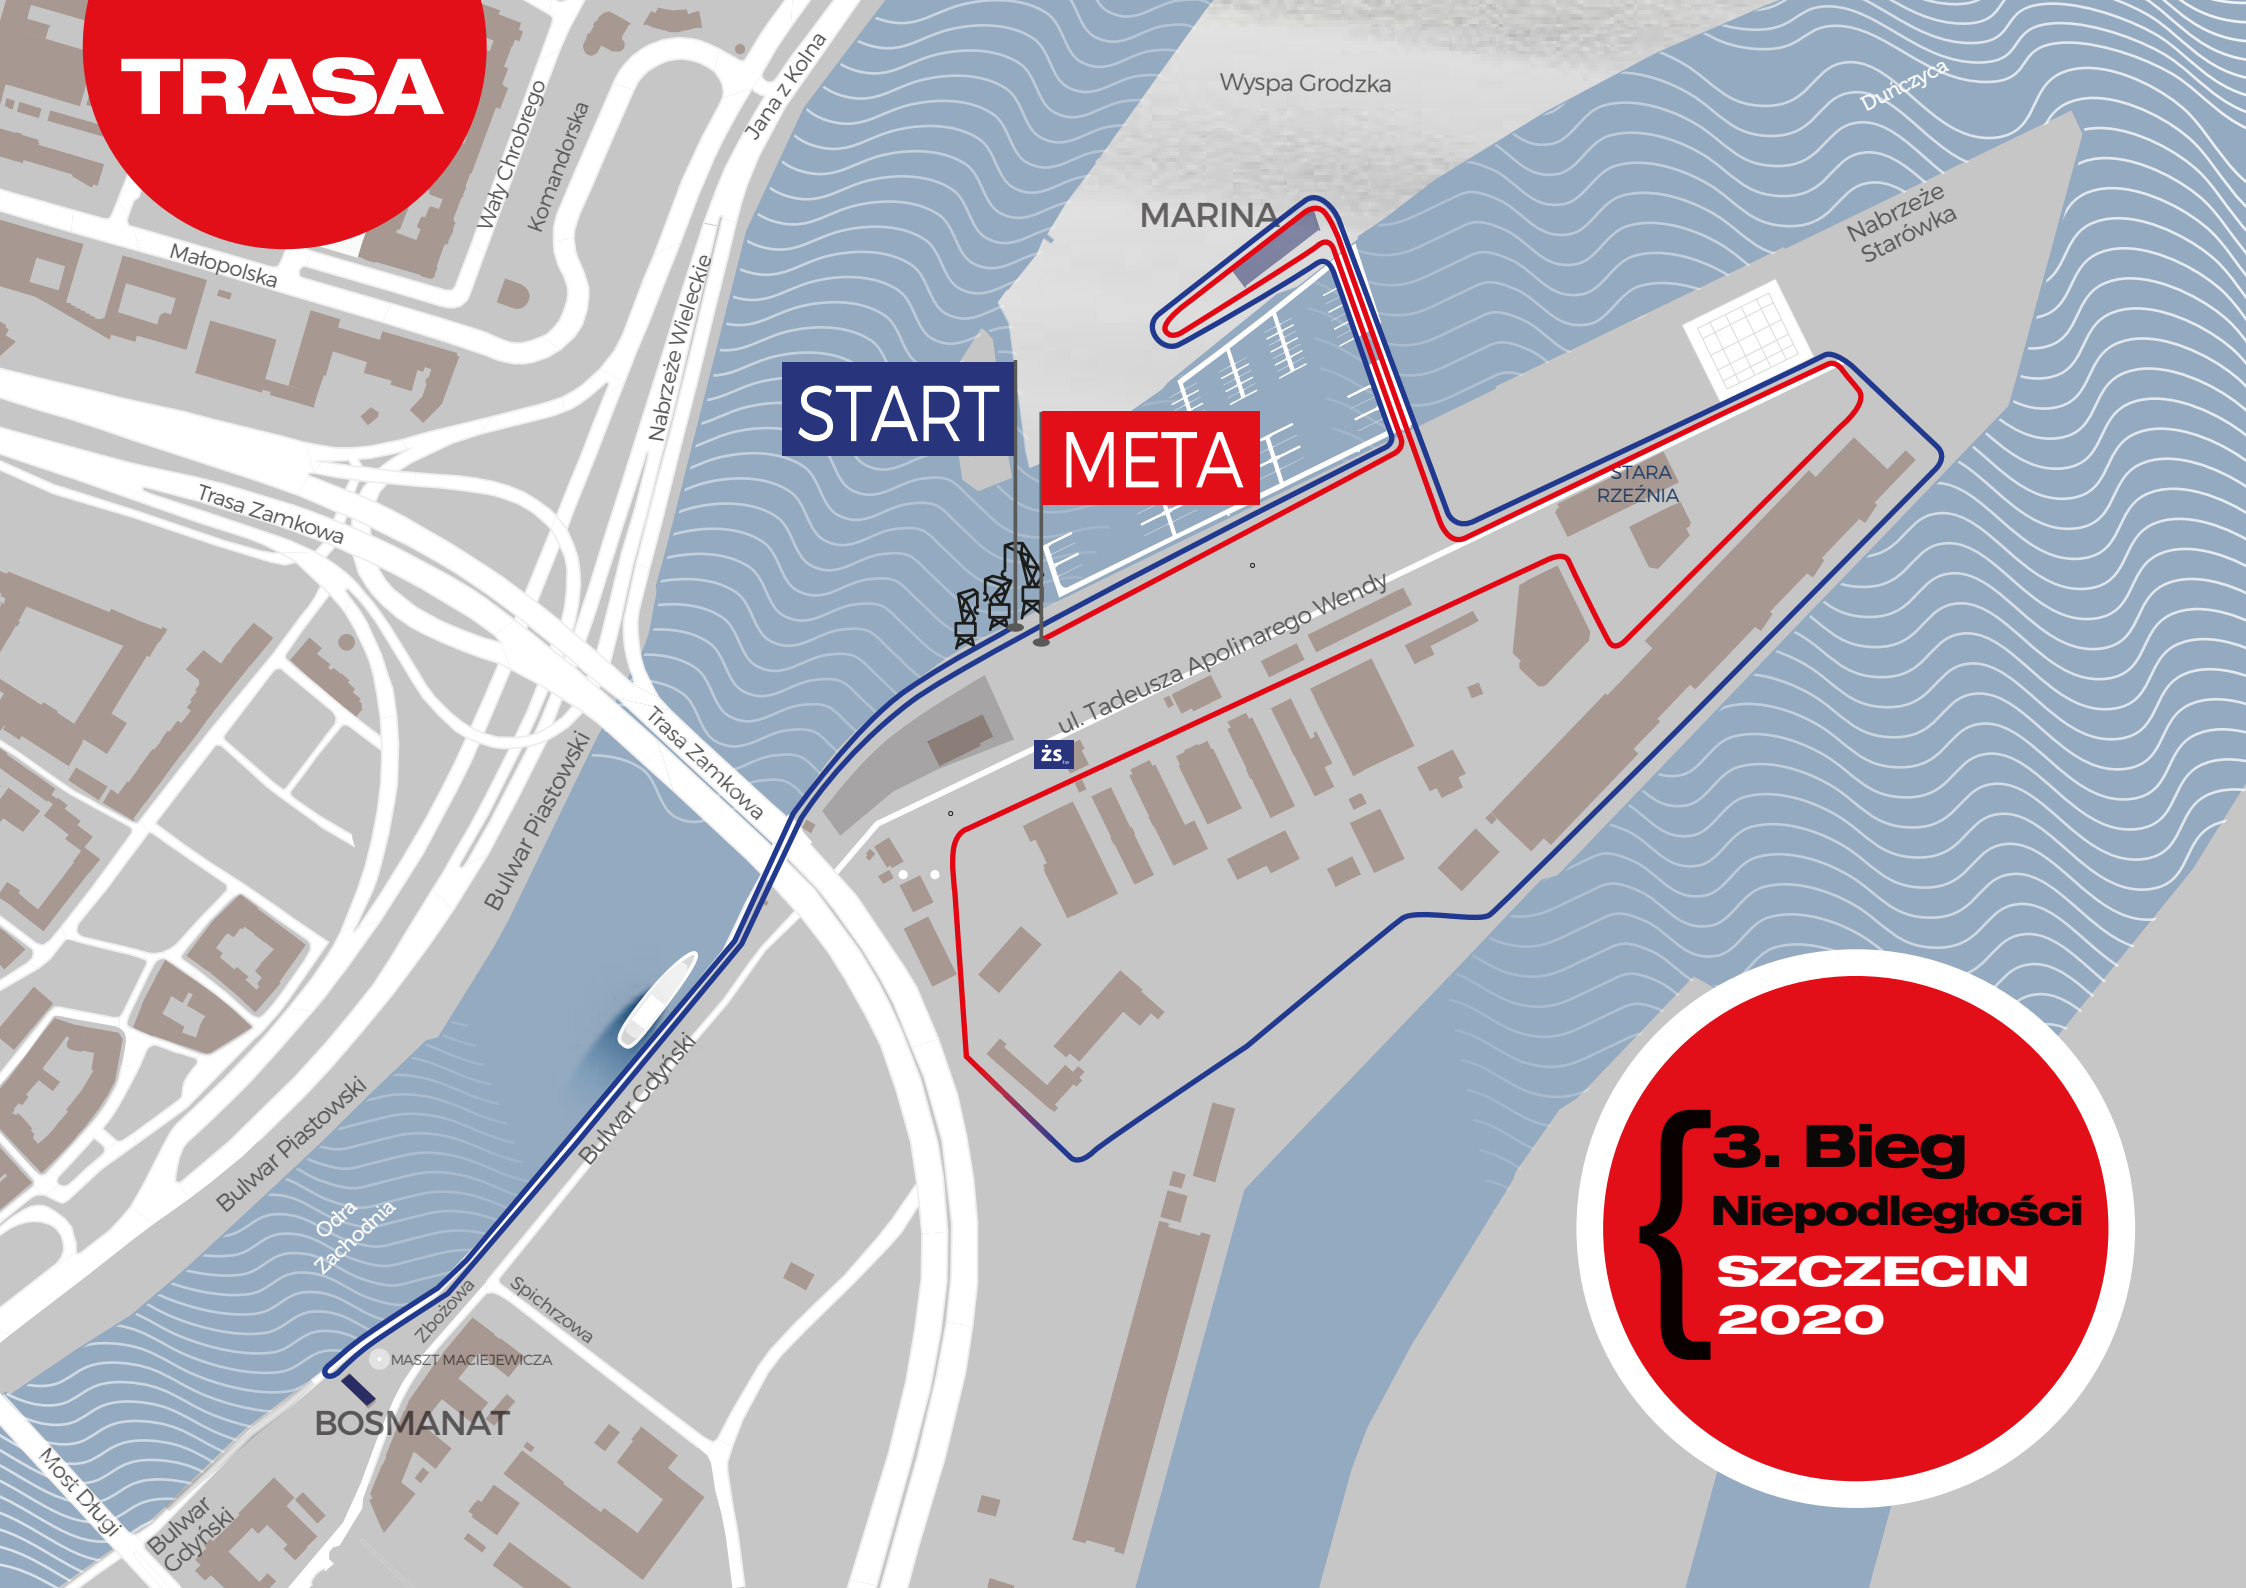 TRASA
Wały Chrobrego
Komandorska
Jana z Kolna
Małopolska
Nabrzeże Wieleckie
Wyspa Grodzka
Duńczyca
MARINA
Nabrzeże
Starówka
START
META
STARA
RZEŹNIA
Trasa Zamkowa
ul. Tadeusza Apolinarego Wendy
żs
Trasa Zamkowa
Bulwar Piastowski
Bulwar Gdyński
Bulwar Piastowski
Odra
Zachodnia
Zbożowa
Spichrzowa
MASZT MACIEJEWICZA
BOSMANAT
Most Długi
Bulwar
Gdyński
{
3. Bieg
Niepodległości
SZCZECIN
2020